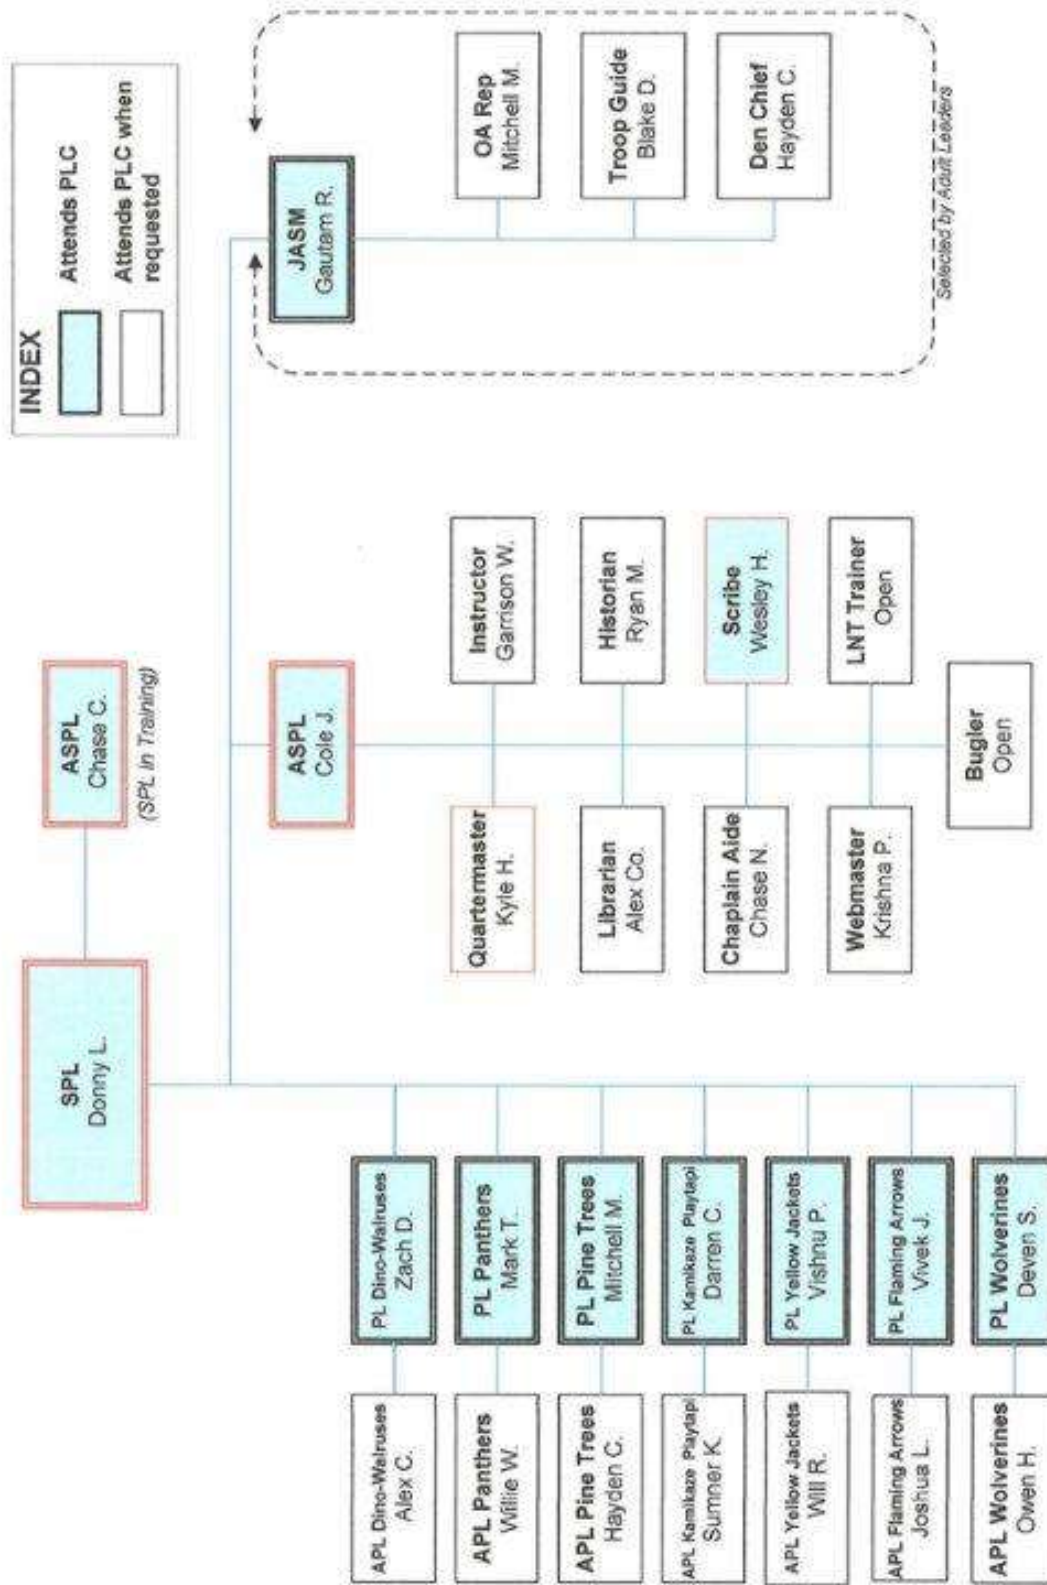 SPL
Donny L.
ASPL
Chase C.
(SPL in Training)
INDEX
Attends PLC
Attends PLC when
requested
ASPL
Cole J.
JASM
Gautam R.
APL Dino-Walruses
Alex C.
PL Dino-Walruses
Zach D.
APL Panthers
Willie W.
PL Panthers
Mark T.
APL Pine Trees
Hayden C.
PL Pine Trees
Mitchell M.
APL Kamikaze Playtapi
Sumner K.
PL Kamikaze Playtapi
Darren C.
APL Yellow Jackets
Will R.
PL Yellow Jackets
Vishnu P.
APL Flaming Arrows
Joshua L.
PL Flaming Arrows
Vivek J.
APL Wolverines
Owen H.
PL Wolverines
Deven S.
Quartermaster
Kyle H.
Instructor
Garrison W.
Librarian
Alex Co.
Historian
Ryan M.
Chaplain Aide
Chase N.
Scribe
Wesley H.
Webmaster
Krishna P.
LNT Trainer
Open
Bugler
Open
OA Rep
Mitchell M.
Troop Guide
Blake D.
Den Chief
Hayden C.
Selected by Adult Leaders